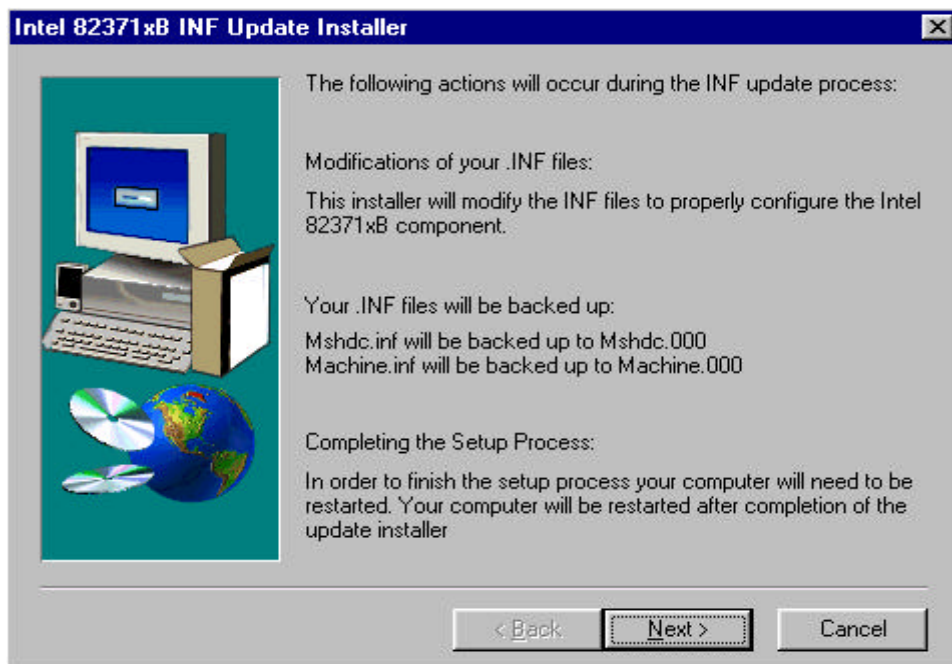 Intel 82371xB INF Update Installer
The following actions will occur during the INF update process:
Modifications of your .INF files:
This installer will modify the INF files to properly configure the Intel
82371xB component.
Your .INF files will be backed up:
Mshdc.inf will be backed up to Mshdc.000
Machine.inf will be backed up to Machine.000
Completing the Setup Process:
In order to finish the setup process your computer will need to be
restarted. Your computer will be restarted after completion of the
update installer
< Back
Next >
Cancel